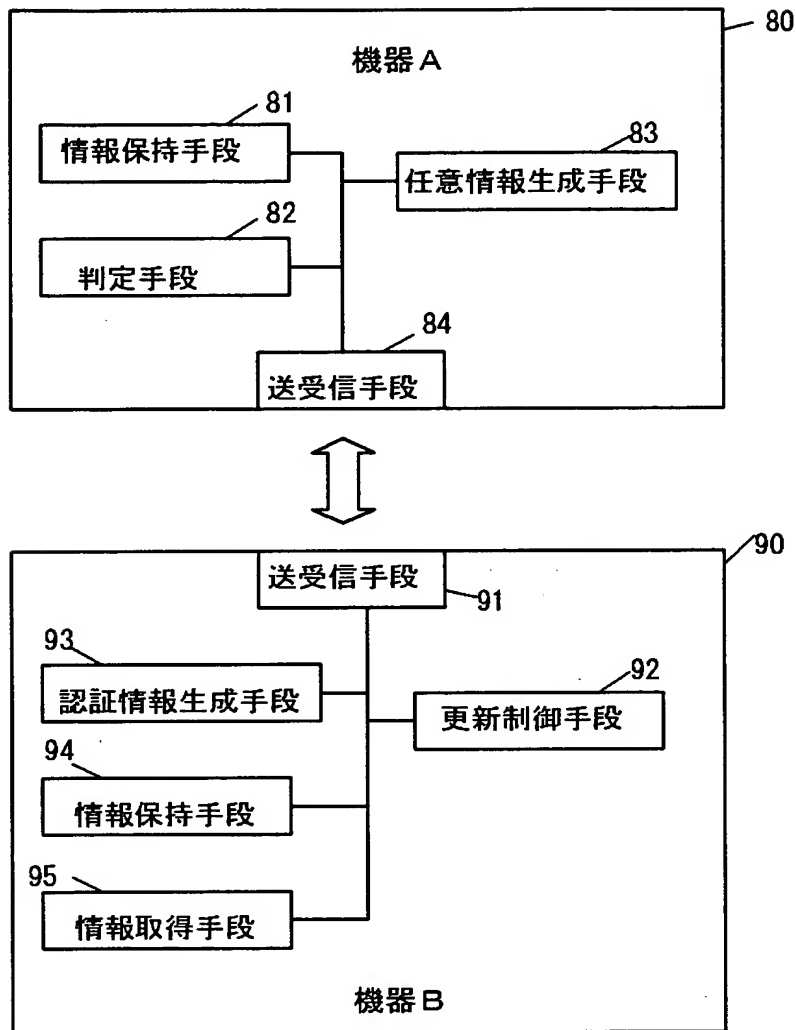 80
機器A
81
情報保持手段
83
任意情報生成手段
82
判定手段
84
送受信手段
90
送受信手段
91
93
認証情報生成手段
92
更新制御手段
94
情報保持手段
95
情報取得手段
機器B